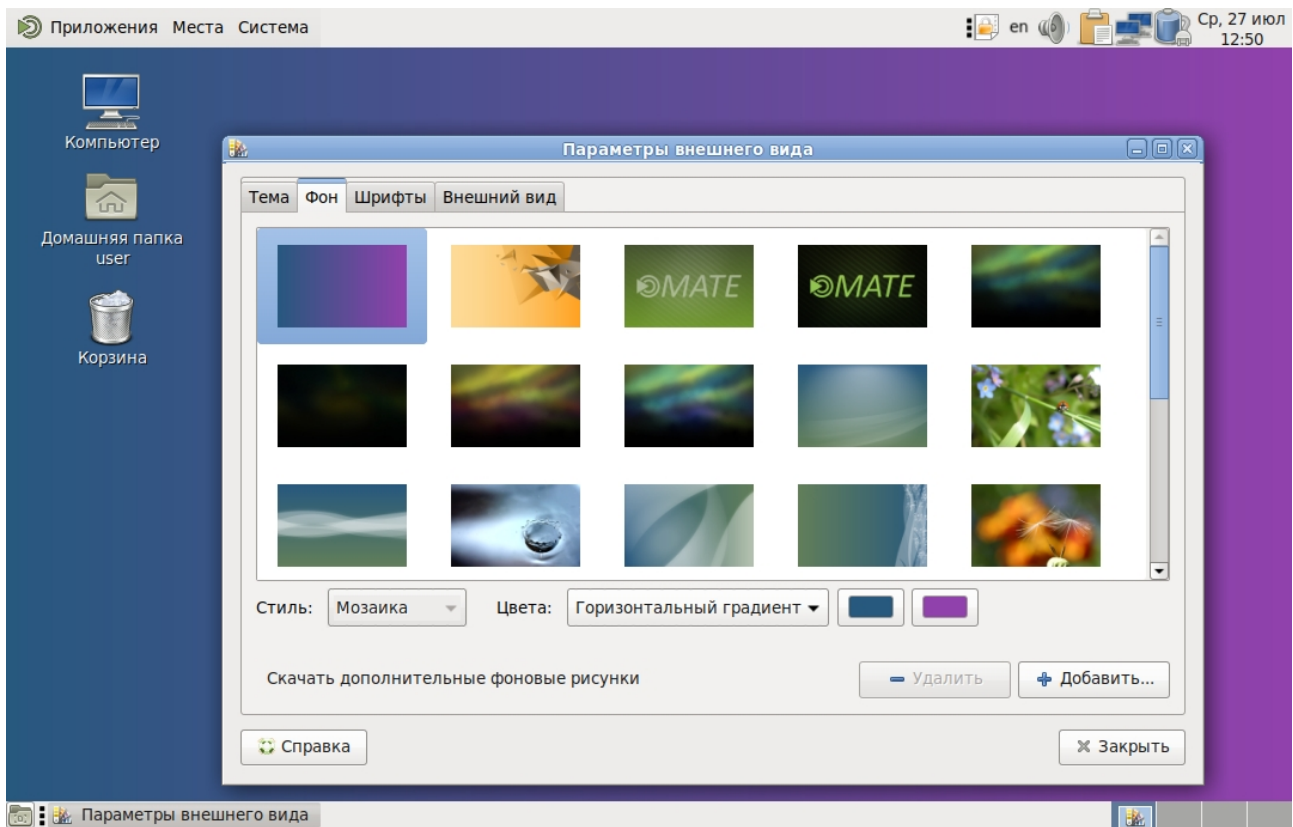 Приложения Места Система
en
Ср, 27 июл
12:50
Компьютер
Домашняя папка
user
Корзина
Параметры внешнего вида
Тема Фон Шрифты Внешний вид
MATE MATE
Стиль: Мозаика Цвета: Горизонтальный градиент
Скачать дополнительные фоновые рисунки
Удалить Добавить...
Справка Закрыть
Параметры внешнего вида